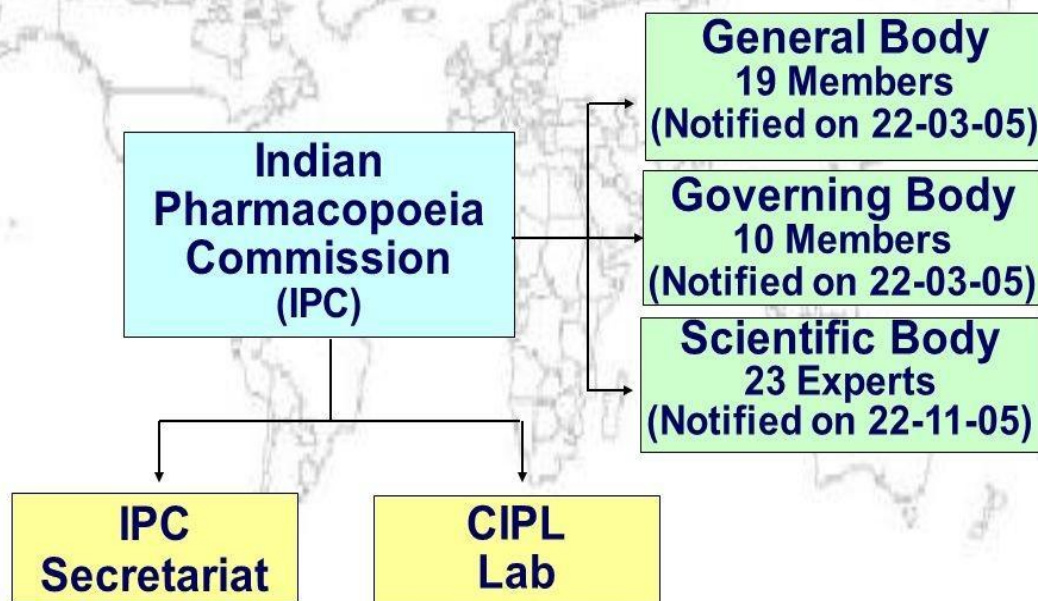 Indian
Pharmacopoeia
Commission
(IPC)
General Body
19 Members
(Notified on 22-03-05)
Governing Body
10 Members
(Notified on 22-03-05)
Scientific Body
23 Experts
(Notified on 22-11-05)
IPC
Secretariat
CIPL
Lab